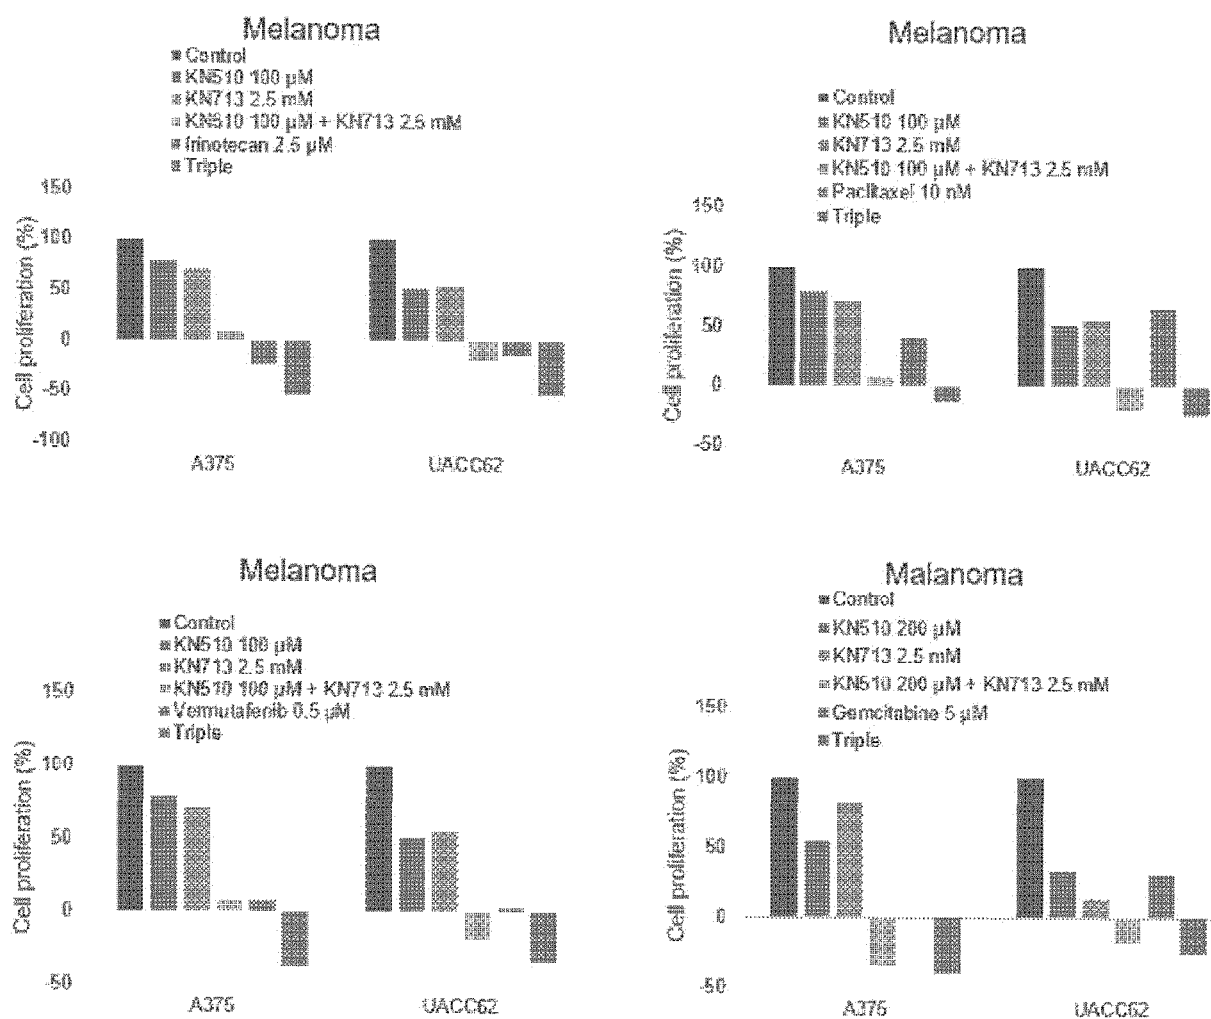 Melanoma
■ Control
■ KN510 100 µM
■ KN713 2.5 mM
■ KN510 100 µM + KN713 2.5 mM
■ Irinotecan 2.5 µM
■ Triple
150
100
50
0
-50
-100
Cell proliferation (%)
A375
UACC62
Melanoma
■ Control
■ KN510 100 µM
■ KN713 2.5 mM
■ KN510 100 µM + KN713 2.5 mM
■ Paclitaxel 10 nM
■ Triple
150
100
50
0
-50
Cell proliferation (%)
A375
UACC62
Melanoma
■ Control
■ KN510 100 µM
■ KN713 2.5 mM
■ KN510 100 µM + KN713 2.5 mM
■ Vermutafenib 0.5 µM
■ Triple
150
100
50
0
-50
Cell proliferation (%)
A375
UACC62
Malanoma
■ Control
■ KN510 200 µM
■ KN713 2.5 mM
■ KN510 200 µM + KN713 2.5 mM
■ Gemcitabine 5 µM
■ Triple
150
100
50
0
-50
Cell proliferation (%)
A375
UACC62